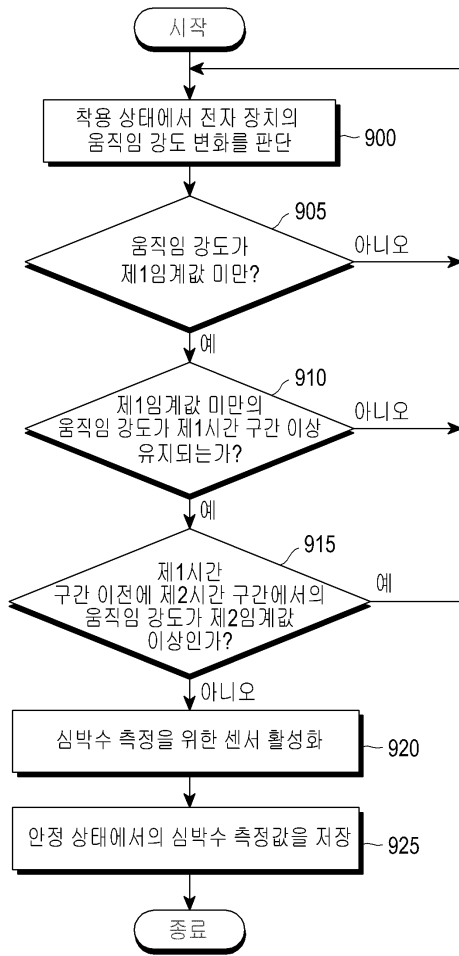 시작
착용 상태에서 전자 장치의
움직임 강도 변화를 판단
900
905
움직임 강도가
제1임계값 미만?
아니오
예
910
제1임계값 미만의
움직임 강도가 제1시간 구간 이상
유지되는가?
아니오
예
915
제1시간
구간 이전에 제2시간 구간에서의
움직임 강도가 제2임계값
이상인가?
예
아니오
심박수 측정을 위한 센서 활성화
920
안정 상태에서의 심박수 측정값을 저장
925
종료